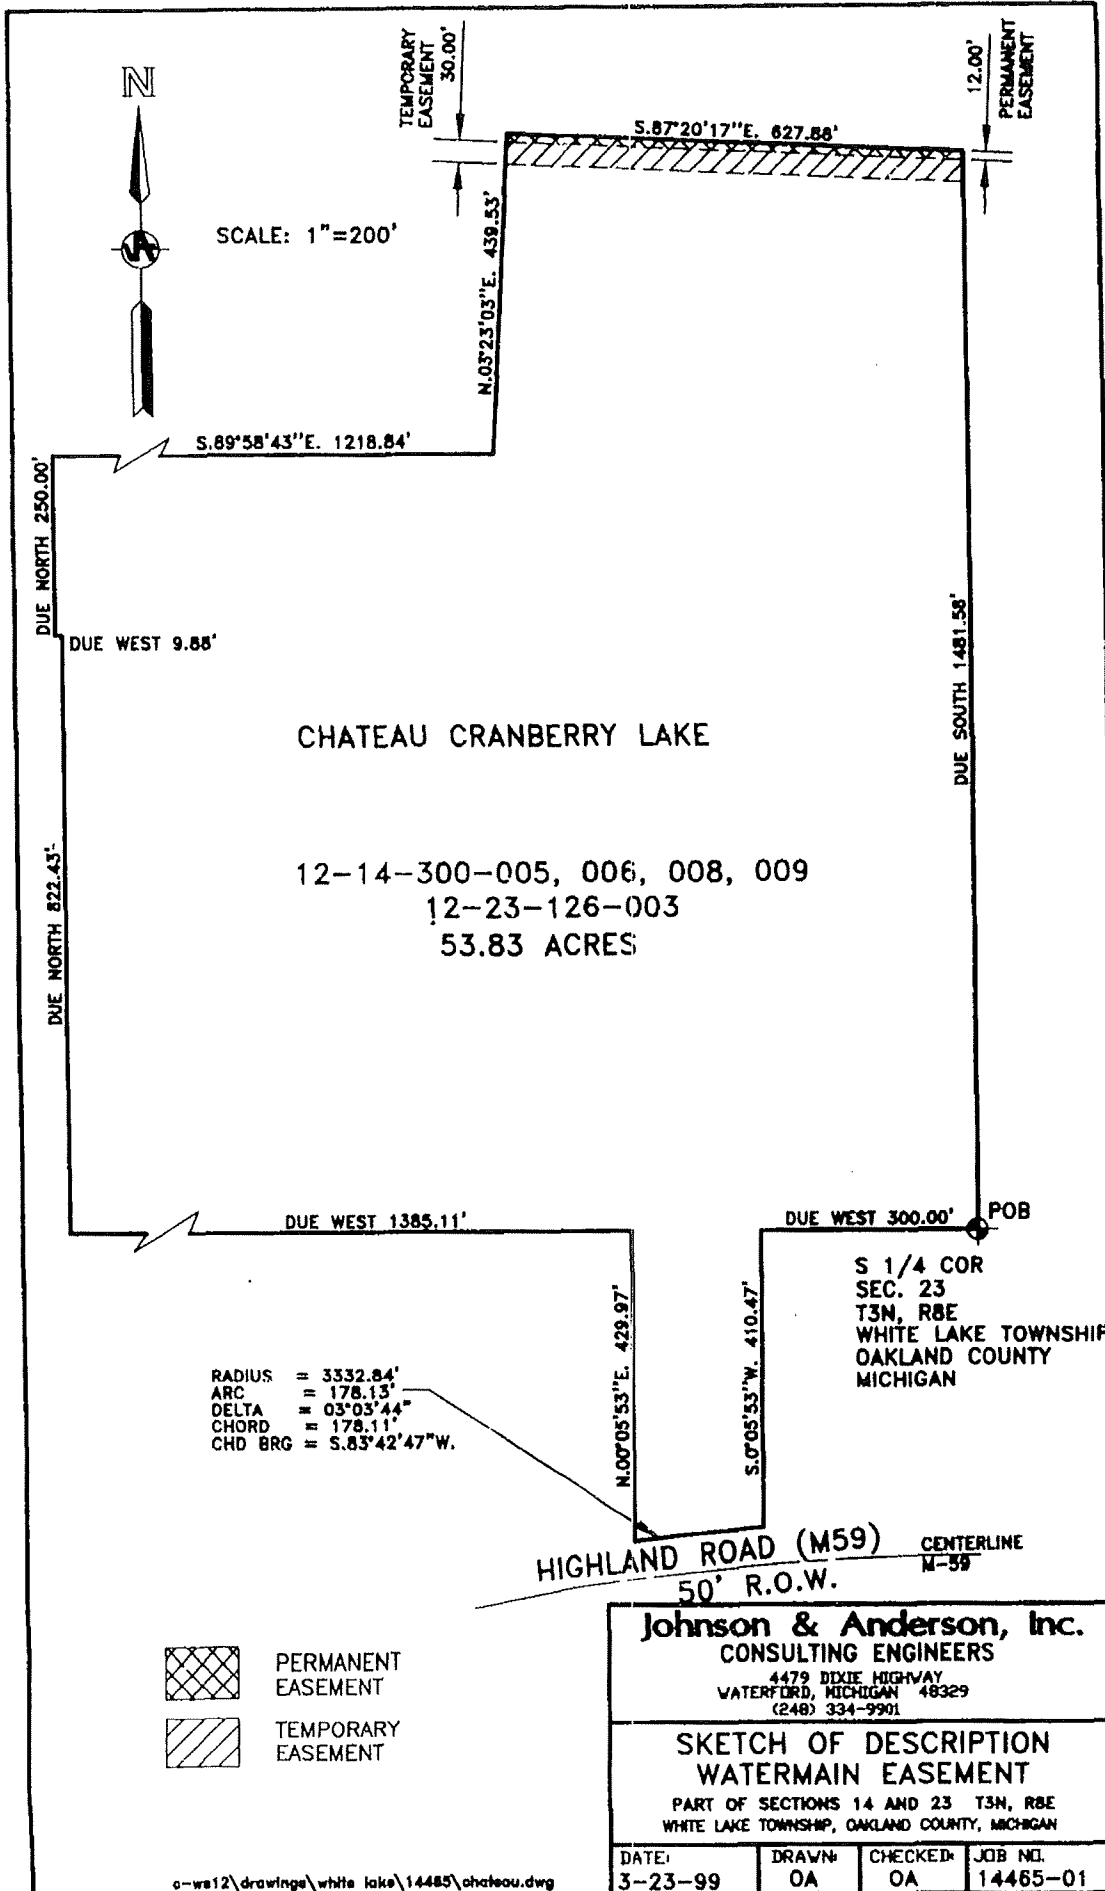 TEMPORARY
EASEMENT
30.00'
12.00'
PERMANENT
EASEMENT
N
S.87°20'17"E. 627.88'
SCALE: 1"=200'
N.03°23'03"E. 439.53'
S.89°58'43"E. 1218.84'
DUE NORTH 250.00'
DUE WEST 9.88'
DUE SOUTH 1481.58'
CHATEAU CRANBERRY LAKE
12-14-300-005, 006, 008, 009
12-23-126-003
53.83 ACRES
DUE NORTH 822.43'
DUE WEST 1385.11'
DUE WEST 300.00'
POB
S 1/4 COR
SEC. 23
T3N, R8E
WHITE LAKE TOWNSHIP
OAKLAND COUNTY
MICHIGAN
N.00°05'53"E. 429.97'
S.0°05'53"W. 410.47'
RADIUS = 3332.84'
ARC = 178.13'
DELTA = 03°03'44"
CHORD = 178.11'
CHD BRG = S.83°42'47"W.
HIGHLAND ROAD (M59)
50' R.O.W.
CENTERLINE
M-59
PERMANENT
EASEMENT
TEMPORARY
EASEMENT
Johnson & Anderson, Inc.
CONSULTING ENGINEERS
4479 DIXIE HIGHWAY
WATERFORD, MICHIGAN 48329
(248) 334-9901
SKETCH OF DESCRIPTION
WATERMAIN EASEMENT
PART OF SECTIONS 14 AND 23 T3N, R8E
WHITE LAKE TOWNSHIP, OAKLAND COUNTY, MICHIGAN
DATE: DRAWN: CHECKED: JOB NO.
3-23-99 OA OA 14465-01
c-ws12\drawings\white lake\14465\chateau.dwg